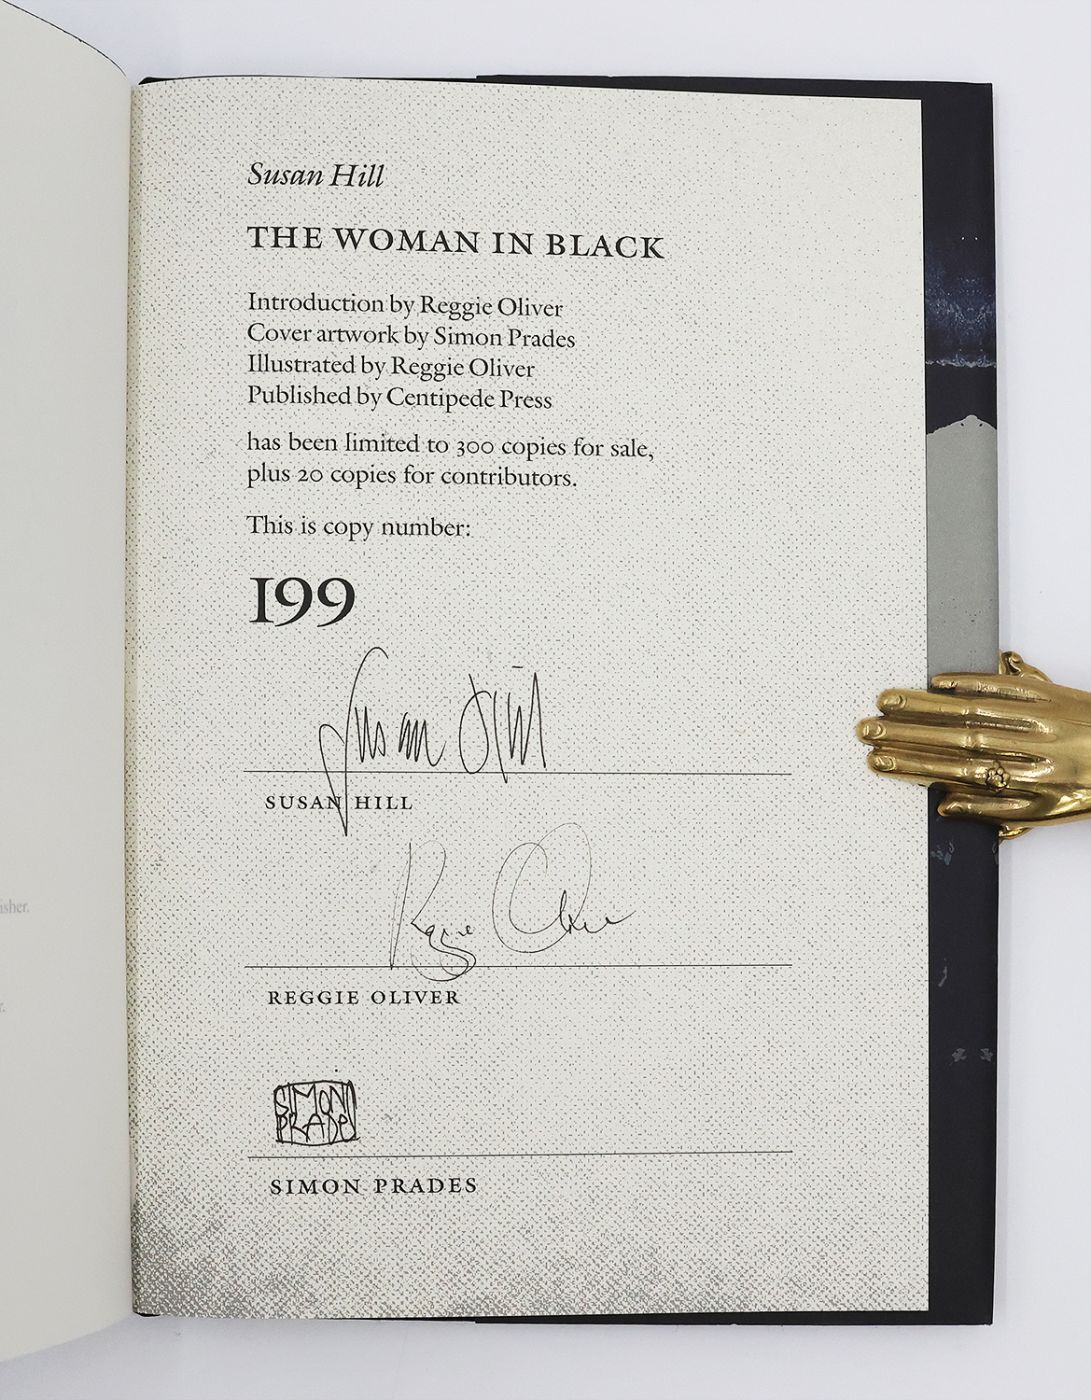 isher.
r.
Susan Hill
THE WOMAN IN BLACK
Introduction by Reggie Oliver
Cover artwork by Simon Prades
Illustrated by Reggie Oliver
Published by Centipede Press
has been limited to 300 copies for sale,
plus 20 copies for contributors.
This is copy number:
199
Susan Hill
SUSAN HILL
Reggie Oliver
REGGIE OLIVER
SIMON
PRADES
SIMON PRADES